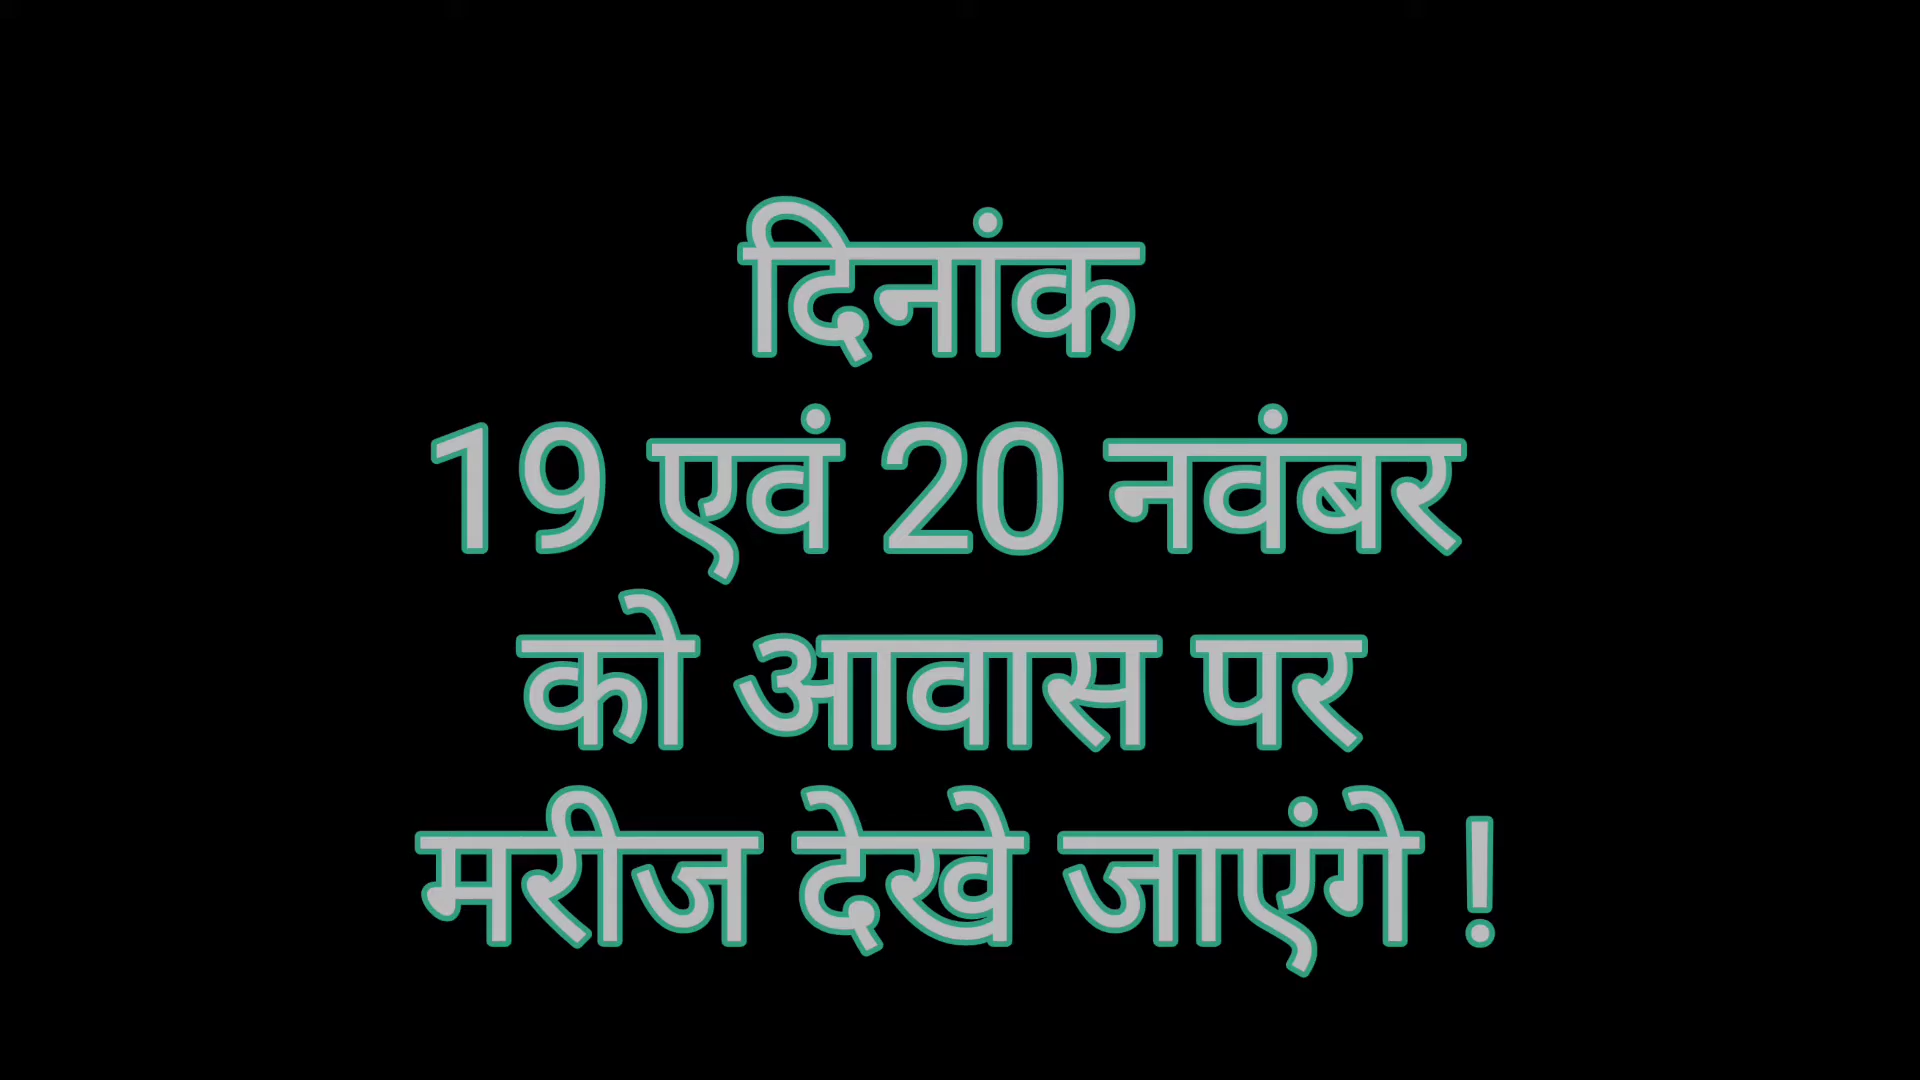 दिनांक
19 एवं 20 नवंबर
को आवास पर
मरीज देखे जाएंगे !